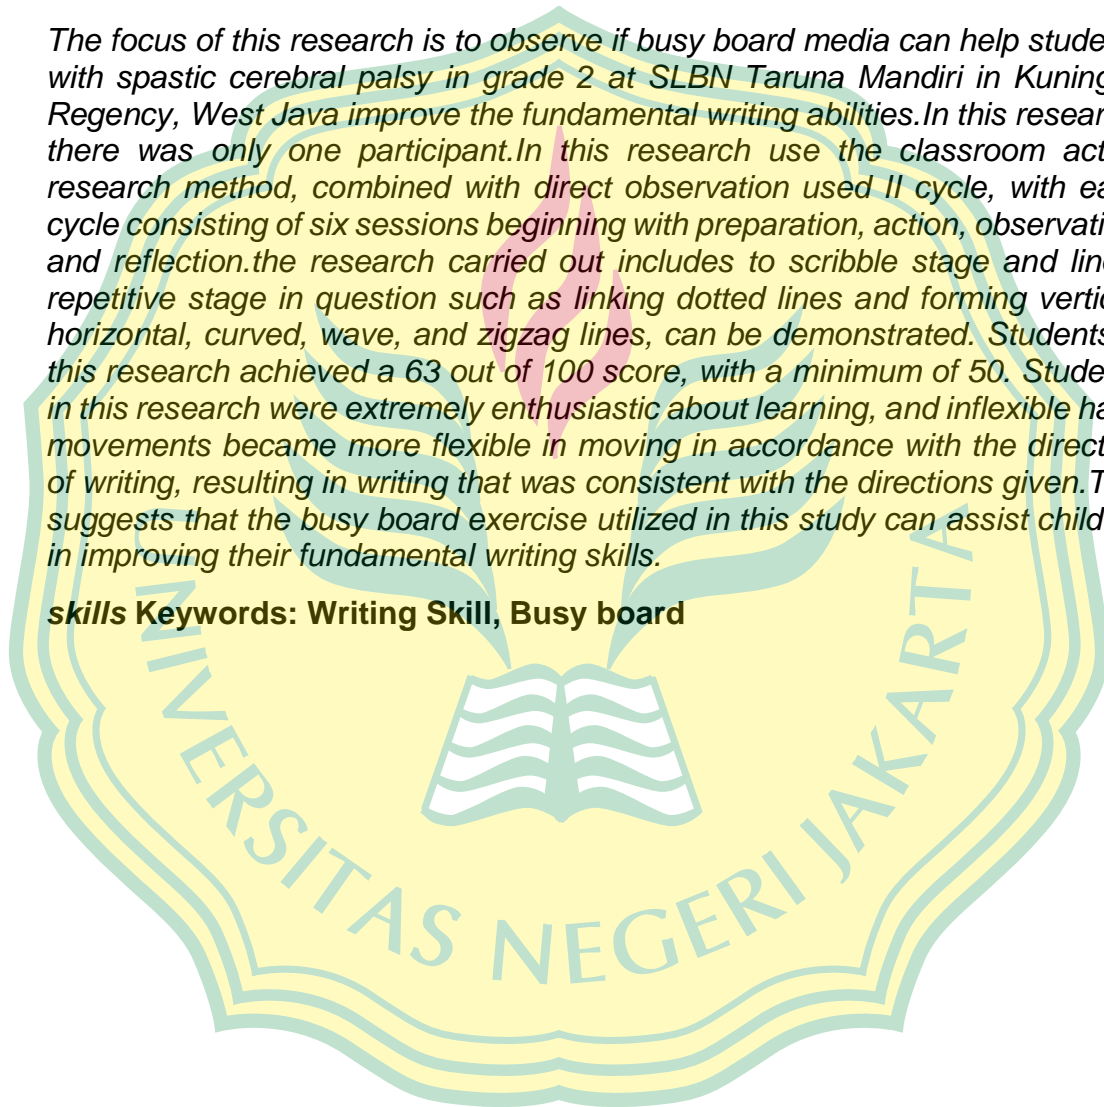 The focus of this research is to observe if busy board media can help stude
with spastic cerebral palsy in grade 2 at SLBN Taruna Mandiri in Kuning
Regency, West Java improve the fundamental writing abilities.In this resear
there was only one participant.In this research use the classroom act
research method, combined with direct observation used II cycle, with ea
cycle consisting of six sessions beginning with preparation, action, observati
and reflection.the research carried out includes to scribble stage and line
repetitive stage in question such as linking dotted lines and forming vertic
horizontal, curved, wave, and zigzag lines, can be demonstrated. Students
this research achieved a 63 out of 100 score, with a minimum of 50. Stude
in this research were extremely enthusiastic about learning, and inflexible ha
movements became more flexible in moving in accordance with the direct
of writing, resulting in writing that was consistent with the directions given.T
suggests that the busy board exercise utilized in this study can assist child
in improving their fundamental writing skills.
skills Keywords: Writing Skill, Busy board
UNIVERSITAS NEGERI JAKARTA